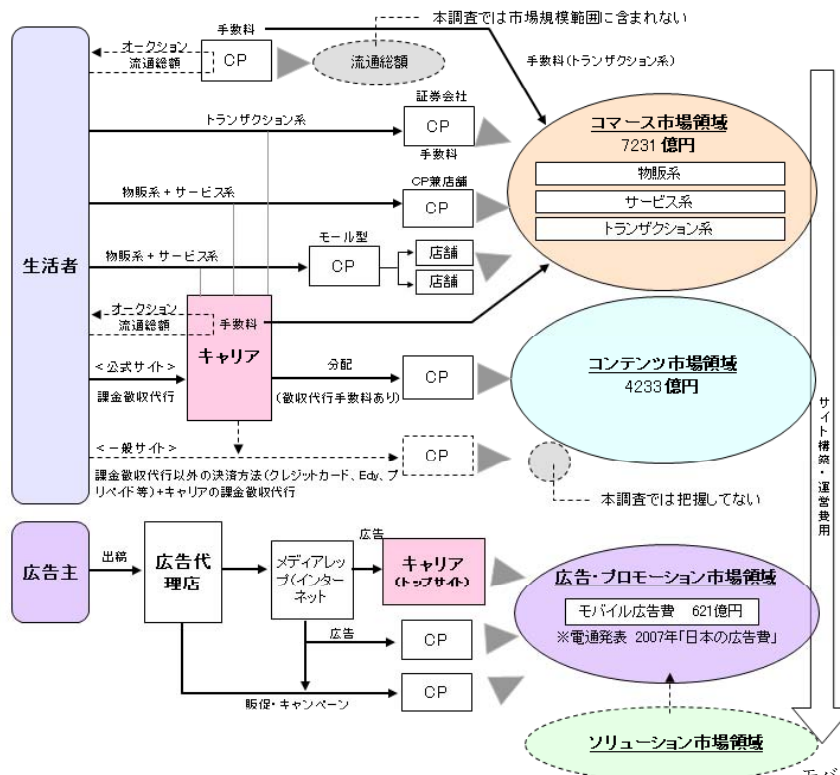 本調査では市場規模範囲に含まれない
手数料
オークション
流通総額
CP
流通総額
手数料(トランザクション系)
証券会社
トランザクション系
CP
手数料
コマース市場領域
7231 億円
物販系
サービス系
トランザクション系
CP兼店舗
物販系 + サービス系
CP
モール型
物販系 + サービス系
CP
店舗
店舗
生活者
オークション
流通総額
手数料
キャリア
<公式サイト>
課金徴収代行
分配
(徴収代行手数料あり)
CP
コンテンツ市場領域
4233 億円
<一般サイト>
CP
課金徴収代行以外の決済方法(クレジットカード、Edy、プ
リペイド等)+キャリアの課金徴収代行
本調査では把握してない
サイト構築・運営費用
広告主
出稿
広告代
理店
メディアレッ
プ(インター
ネット
広告
キャリア
(トップサイト)
広告・プロモーション市場領域
モバイル広告費 621億円
※電通発表 2007年「日本の広告費」
広告
CP
販促・キャンペーン
CP
ソリューション市場領域
モバ